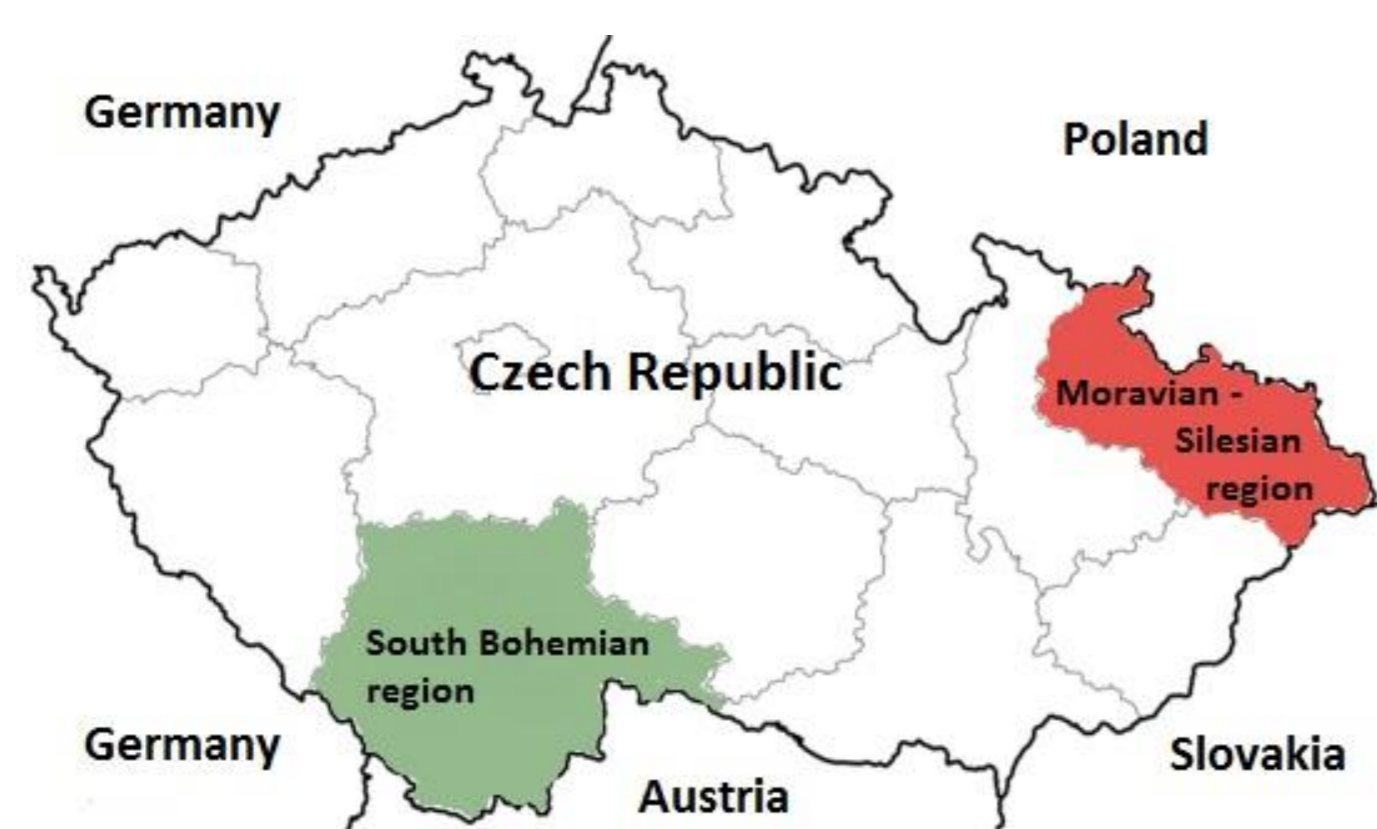 Germany
Poland
Czech Republic
Moravian -
Silesian
region
South Bohemian
region
Germany
Slovakia
Austria